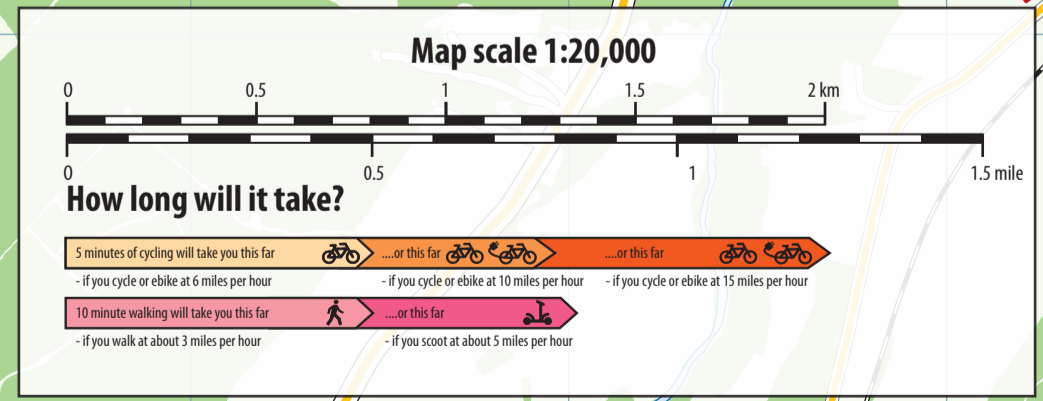 Map scale 1:20,000
0 0.5 1 1.5 2 km
0 0.5 1 1.5 mile
How long will it take?
5 minutes of cycling will take you this far ....or this far ....or this far
- if you cycle or ebike at 6 miles per hour - if you cycle or ebike at 10 miles per hour - if you cycle or ebike at 15 miles per hour
10 minute walking will take you this far ....or this far
- if you walk at about 3 miles per hour - if you scoot at about 5 miles per hour